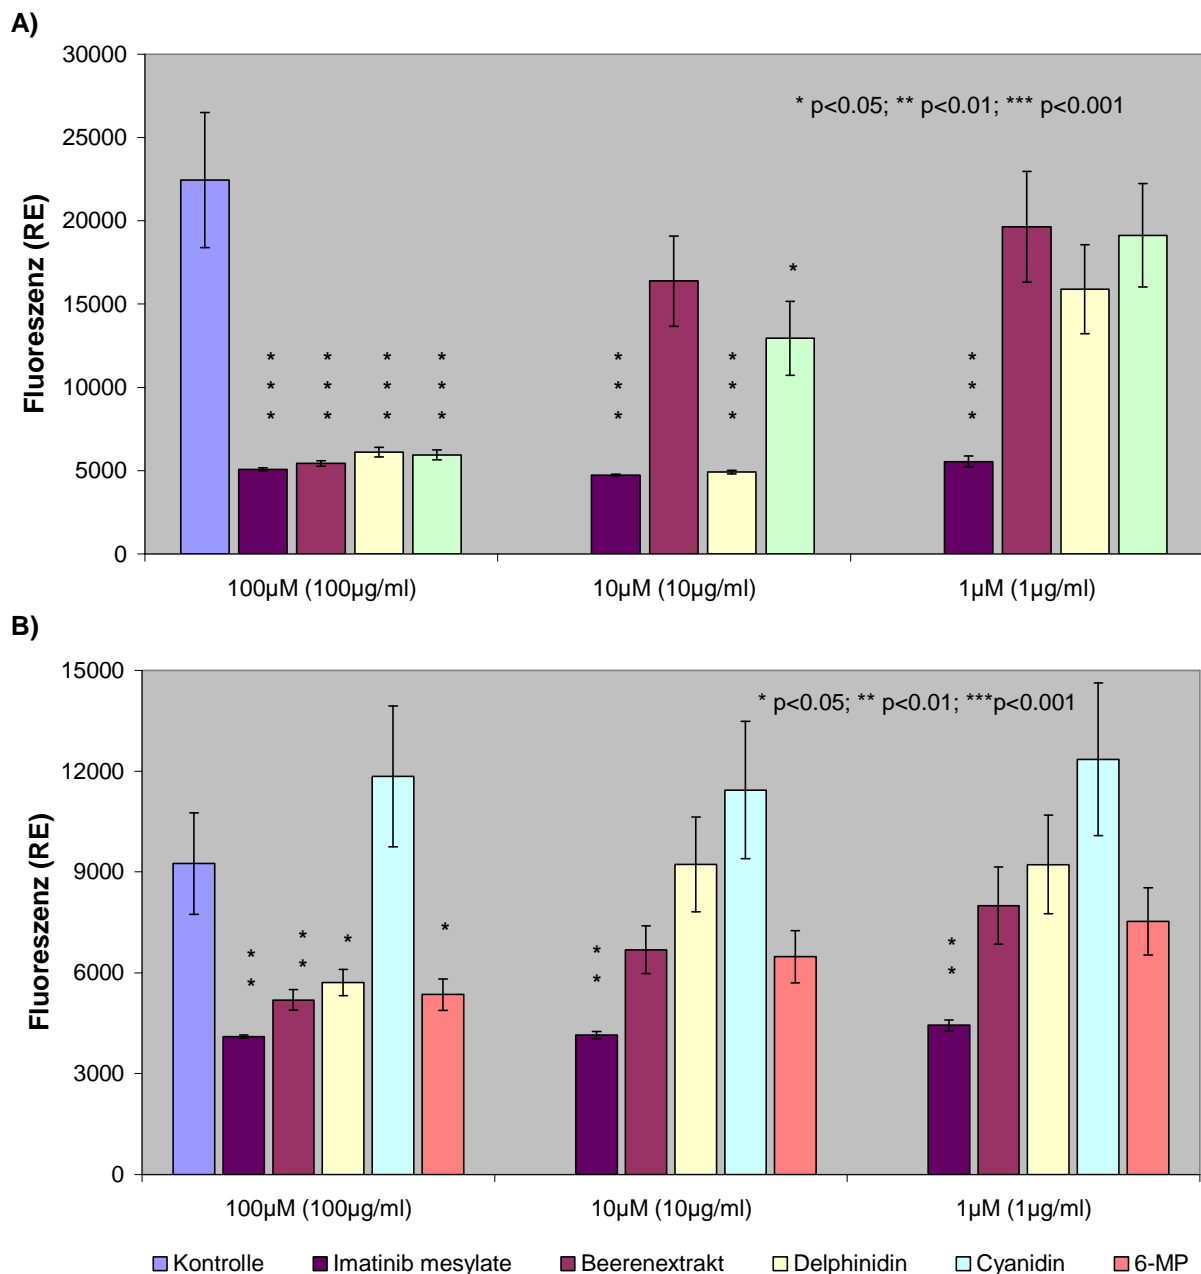 A)
30000
* p<0.05; ** p<0.01; *** p<0.001
25000
20000
15000
10000
5000
0
Fluoreszenz (RE)
*
* * * * * * *
* * * * * * *
* * * * * * *
100µM (100µg/ml) 10µM (10µg/ml) 1µM (1µg/ml)
B)
15000
* p<0.05; ** p<0.01; ***p<0.001
12000
9000
6000
3000
0
Fluoreszenz (RE)
* * * * * *
* * * *
100µM (100µg/ml) 10µM (10µg/ml) 1µM (1µg/ml)
Kontrolle Imatinib mesylate Beerenextrakt Delphinidin Cyanidin 6-MP